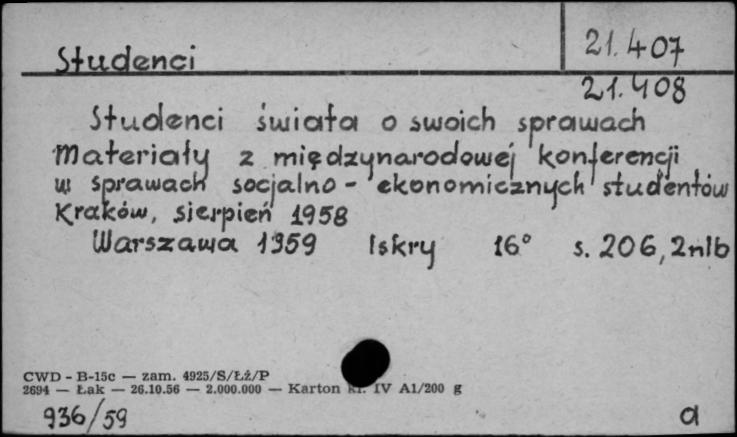 Studenci 21.407
21.408
Studenci świata o swoich sprawach
Materiały z międzynarodowej konferencji
w sprawach socjalno - ekonomicznych studentów
Kraków, sierpień 1958
Warszawa 1959 Iskry 16° s. 206, 2nlb
CWD - B-15c — zam. 4925/S/Łź/P
2694 — Łak — 26.10.56 — 2.000.000 — Karton kl. IV A1/200 g
936/59 a